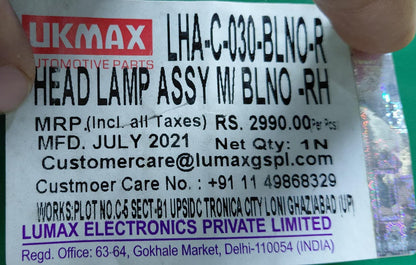 UKMAX
AUTOMOTIVE PARTS
LHA-C-030-BLNO-R
HEAD LAMP ASSY M/ BLNO -RH
MRP.(Incl. all Taxes) RS. 2990.00 Per Pcs
MFD. JULY 2021 Net Qty: 1N
Customercare@lumaxgspl.com
Custmoer Care No. : +91 11 49868329
WORKS:PLOT NO.C-6 SECT-B1 UPSIDC TRONICA CITY LONI GHAZIABAD (UP)
LUMAX ELECTRONICS PRIVATE LIMITED
Regd. Office: 63-64, Gokhale Market, Delhi-110054 (INDIA)